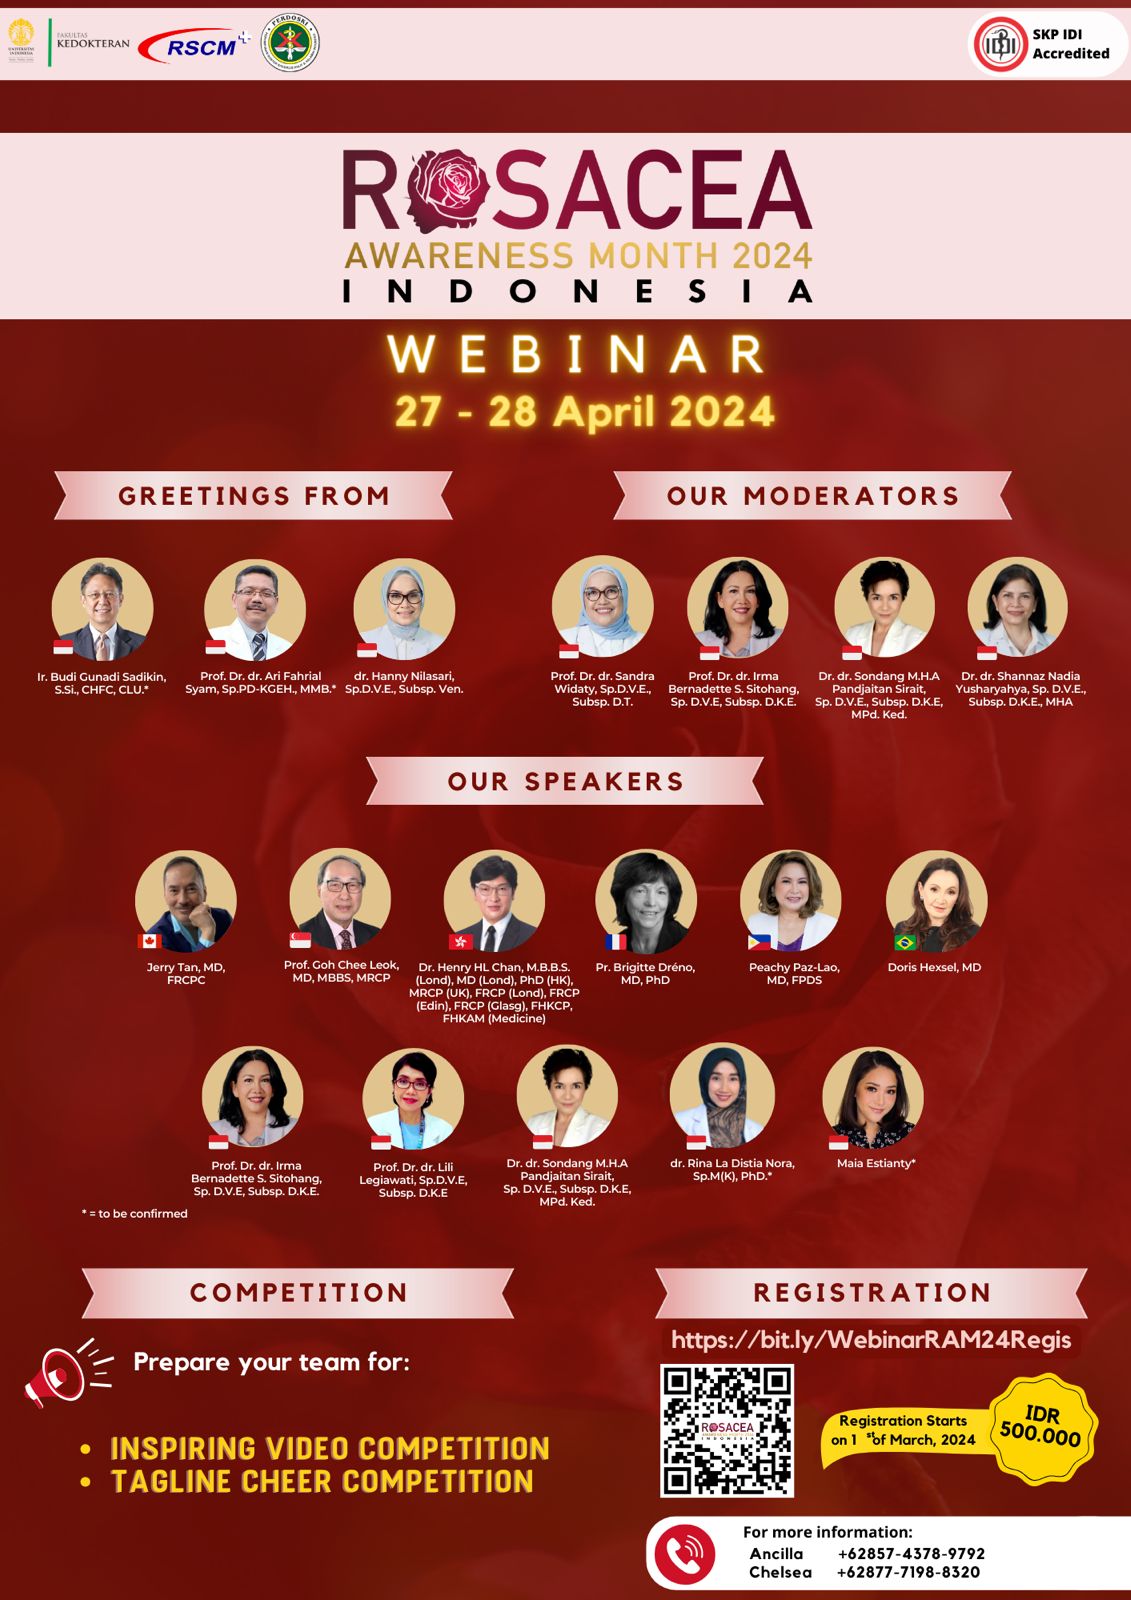 UNIVERSITAS
INDONESIA
FAKULTAS
KEDOKTERAN
RSCM
PERDOSKI
SKP IDI
Accredited
ROSACEA
AWARENESS MONTH 2024
INDONESIA
WEBINAR
27 - 28 April 2024
GREETINGS FROM
Ir. Budi Gunadi Sadikin,
S.Si., CHFC, CLU.*
Prof. Dr. dr. Ari Fahrial
Syam, Sp.PD-KGEH., MMB.*
dr. Hanny Nilasari,
Sp.D.V.E., Subsp. Ven.
OUR MODERATORS
Prof. Dr. dr. Sandra
Widaty, Sp.D.V.E.,
Subsp. D.T.
Prof. Dr. dr. Irma
Bernadette S. Sitohang,
Sp. D.V.E, Subsp. D.K.E.
Dr. dr. Sondang M.H.A
Pandjaitan Sirait,
Sp. D.V.E., Subsp. D.K.E,
MPd. Ked.
Dr. dr. Shannaz Nadia
Yusharyahya, Sp. D.V.E.,
Subsp. D.K.E., MHA
OUR SPEAKERS
Jerry Tan, MD,
FRCPC
Prof. Goh Chee Leok,
MD, MBBS, MRCP
Dr. Henry HL Chan, M.B.B.S.
(Lond), MD (Lond), PhD (HK),
MRCP (UK), FRCP (Lond), FRCP
(Edin), FRCP (Glasg), FHKCP,
FHKAM (Medicine)
Pr. Brigitte Dréno,
MD, PhD
Peachy Paz-Lao,
MD, FPDS
Doris Hexsel, MD
Prof. Dr. dr. Irma
Bernadette S. Sitohang,
Sp. D.V.E, Subsp. D.K.E.
Prof. Dr. dr. Lili
Legiawati, Sp.D.V.E,
Subsp. D.K.E
Dr. dr. Sondang M.H.A
Pandjaitan Sirait,
Sp. D.V.E., Subsp. D.K.E,
MPd. Ked.
dr. Rina La Distia Nora,
Sp.M(K), PhD.*
Maia Estianty*
* = to be confirmed
COMPETITION
Prepare your team for:
• INSPIRING VIDEO COMPETITION
• TAGLINE CHEER COMPETITION
REGISTRATION
https://bit.ly/WebinarRAM24Regis
ROSACEA
INDONESIA
Registration Starts
on 1st of March, 2024
IDR
500.000
For more information:
Ancilla +62857-4378-9792
Chelsea +62877-7198-8320